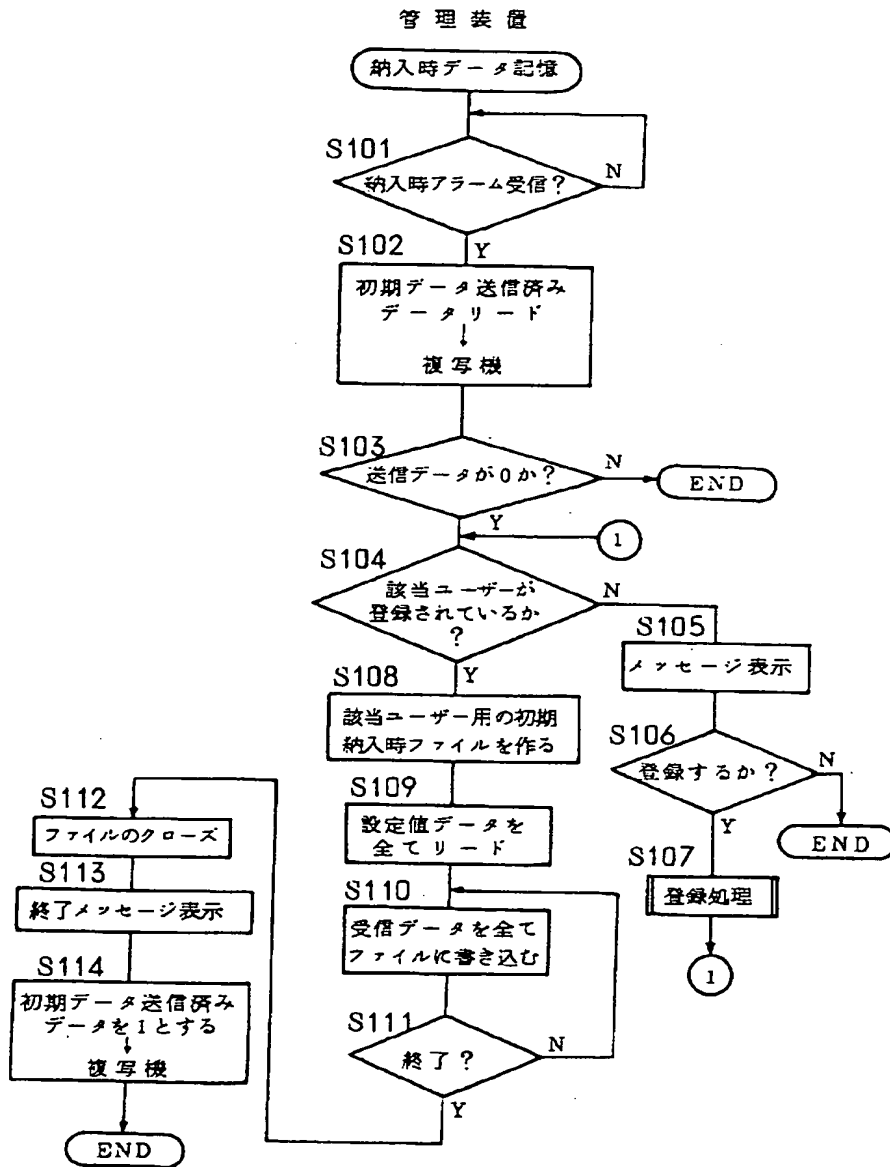 管理装置
納入時データ記憶
S101
納入時アラーム受信?
N
Y
S102
初期データ送信済み
データリード
↓
複写機
S103
送信データが0か?
N
END
Y
1
S104
該当ユーザーが
登録されているか
?
N
Y
S105
メッセージ表示
S106
登録するか?
N
END
Y
S107
登録処理
1
S108
該当ユーザー用の初期
納入時ファイルを作る
S109
設定値データを
全てリード
S110
受信データを全て
ファイルに書き込む
S111
終了?
N
Y
S112
ファイルのクローズ
S113
終了メッセージ表示
S114
初期データ送信済み
データを1とする
↓
複写機
END